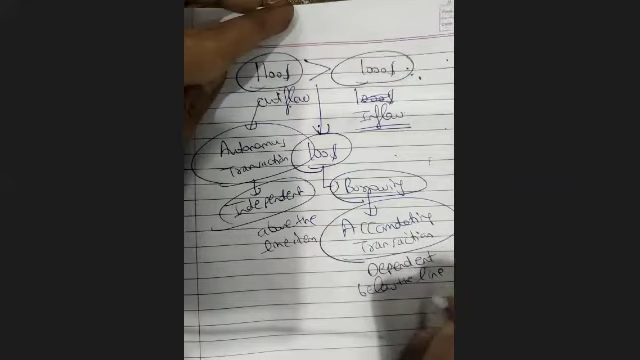 1100$ > 1000$
outflow
1000$
Inflow
Autonomous
Transaction
100$
Independent
Borrowing
above the
line item
Accomodating
Transaction
Dependent
below the line